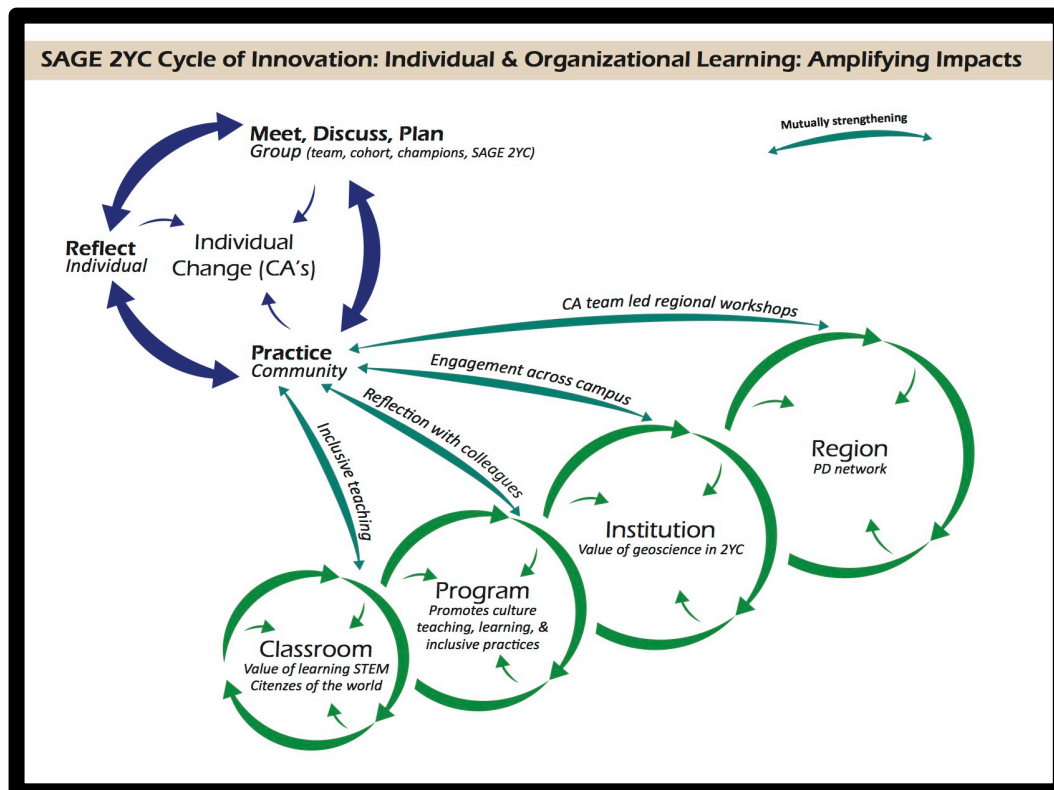 SAGE 2YC Cycle of Innovation: Individual & Organizational Learning: Amplifying Impacts
Mutually strengthening
Meet, Discuss, Plan
Group (team, cohort, champions, SAGE 2YC)
Reflect
Individual
Individual
Change (CA's)
Practice
Community
CA team led regional workshops
Engagement across campus
Reflection with colleagues
Inclusive teaching
Region
PD network
Institution
Value of geoscience in 2YC
Program
Promotes culture
teaching, learning, &
inclusive practices
Classroom
Value of learning STEM
Citenzes of the world